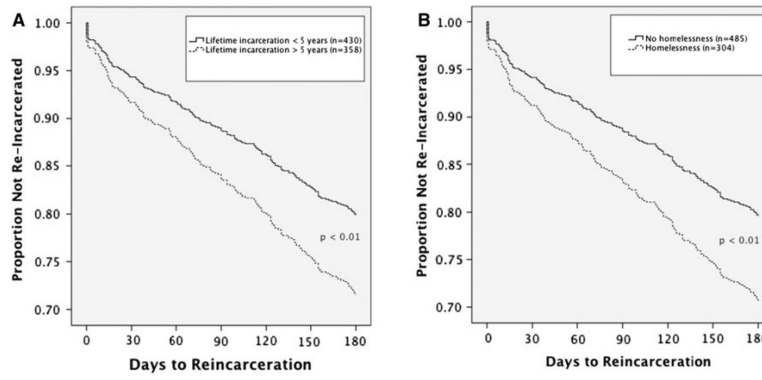 A
Lifetime incarceration < 5 years (n=430)
Lifetime incarceration > 5 years (n=358)
Proportion Not Re-Incarcerated
1.00
0.95
0.90
0.85
0.80
0.75
0.70
p < 0.01
0 30 60 90 120 150 180
Days to Reincarceration
B
No homelessness (n=485)
Homelessness (n=304)
Proportion Not Re-Incarcerated
1.00
0.95
0.90
0.85
0.80
0.75
0.70
p < 0.01
0 30 60 90 120 150 180
Days to Reincarceration